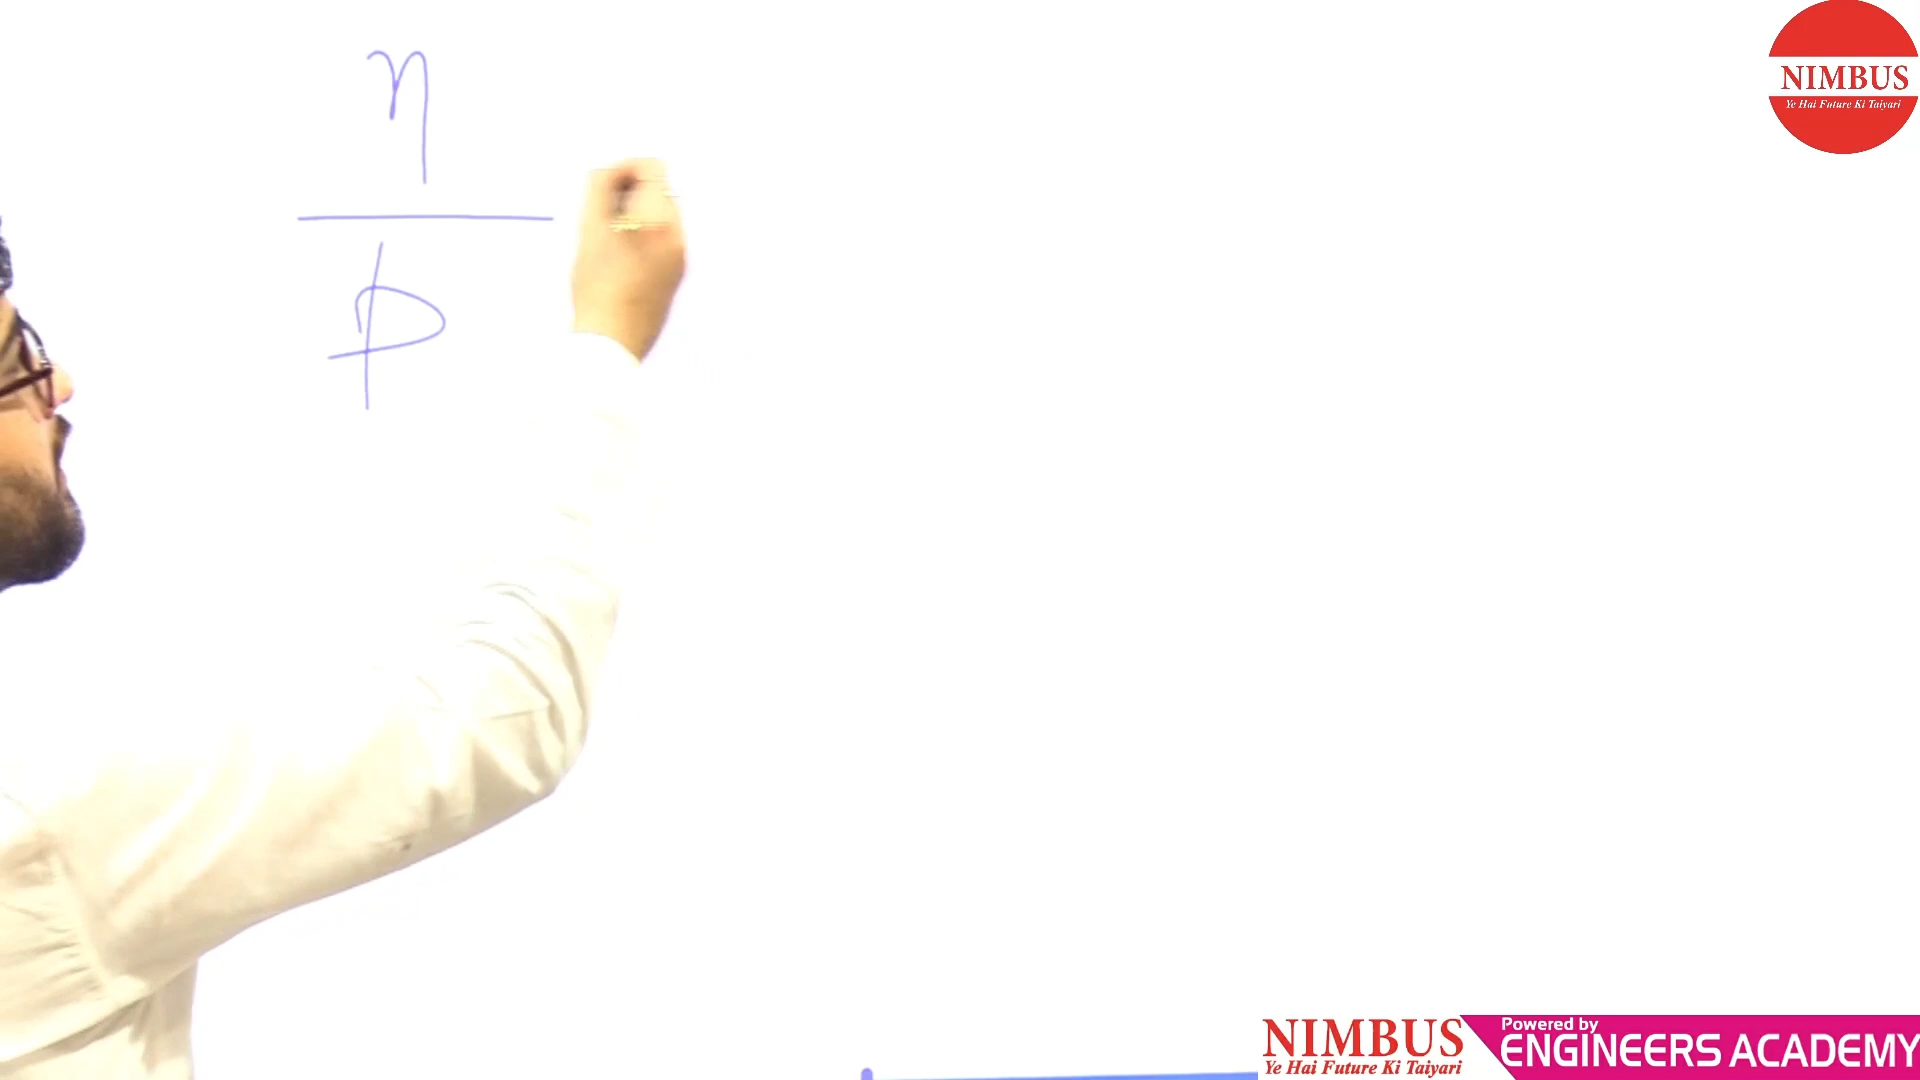 η
p
NIMBUS
Ye Hai Future Ki Taiyari
NIMBUS
Ye Hai Future Ki Taiyari
Powered by
ENGINEERS ACADEMY